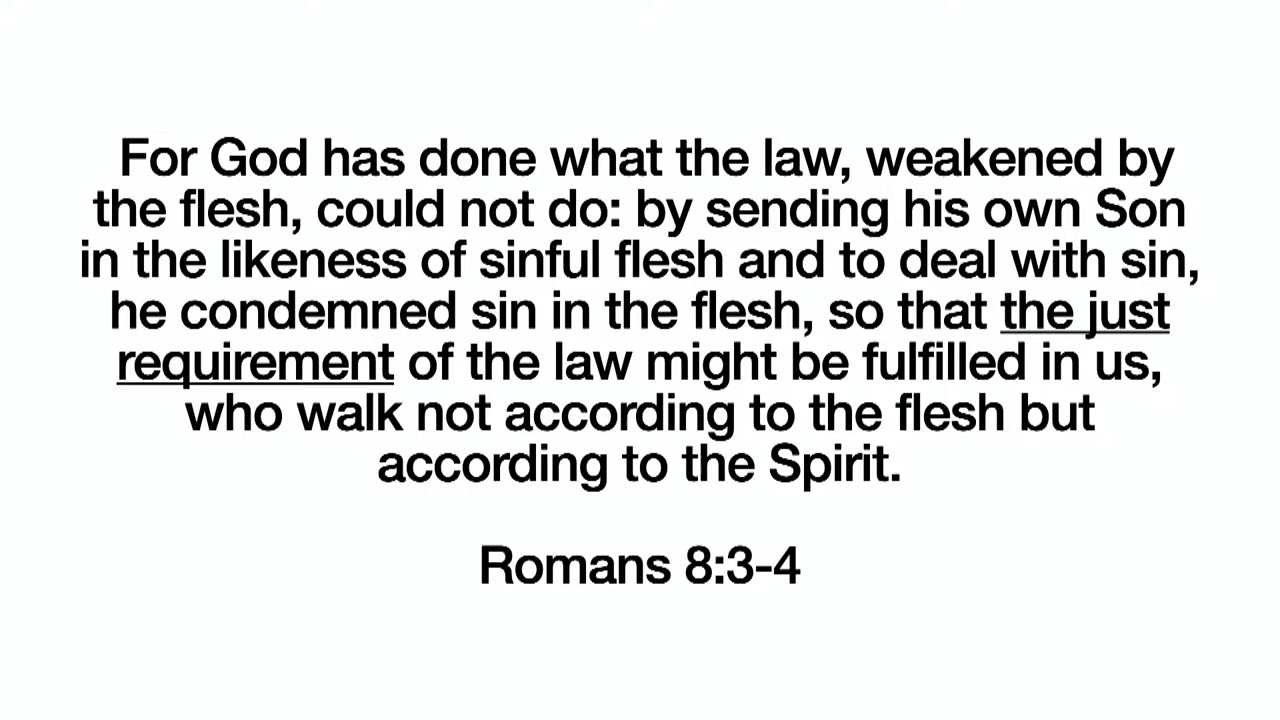 For God has done what the law, weakened by
the flesh, could not do: by sending his own Son
in the likeness of sinful flesh and to deal with sin,
he condemned sin in the flesh, so that the just
requirement of the law might be fulfilled in us,
who walk not according to the flesh but
according to the Spirit.
Romans 8:3-4